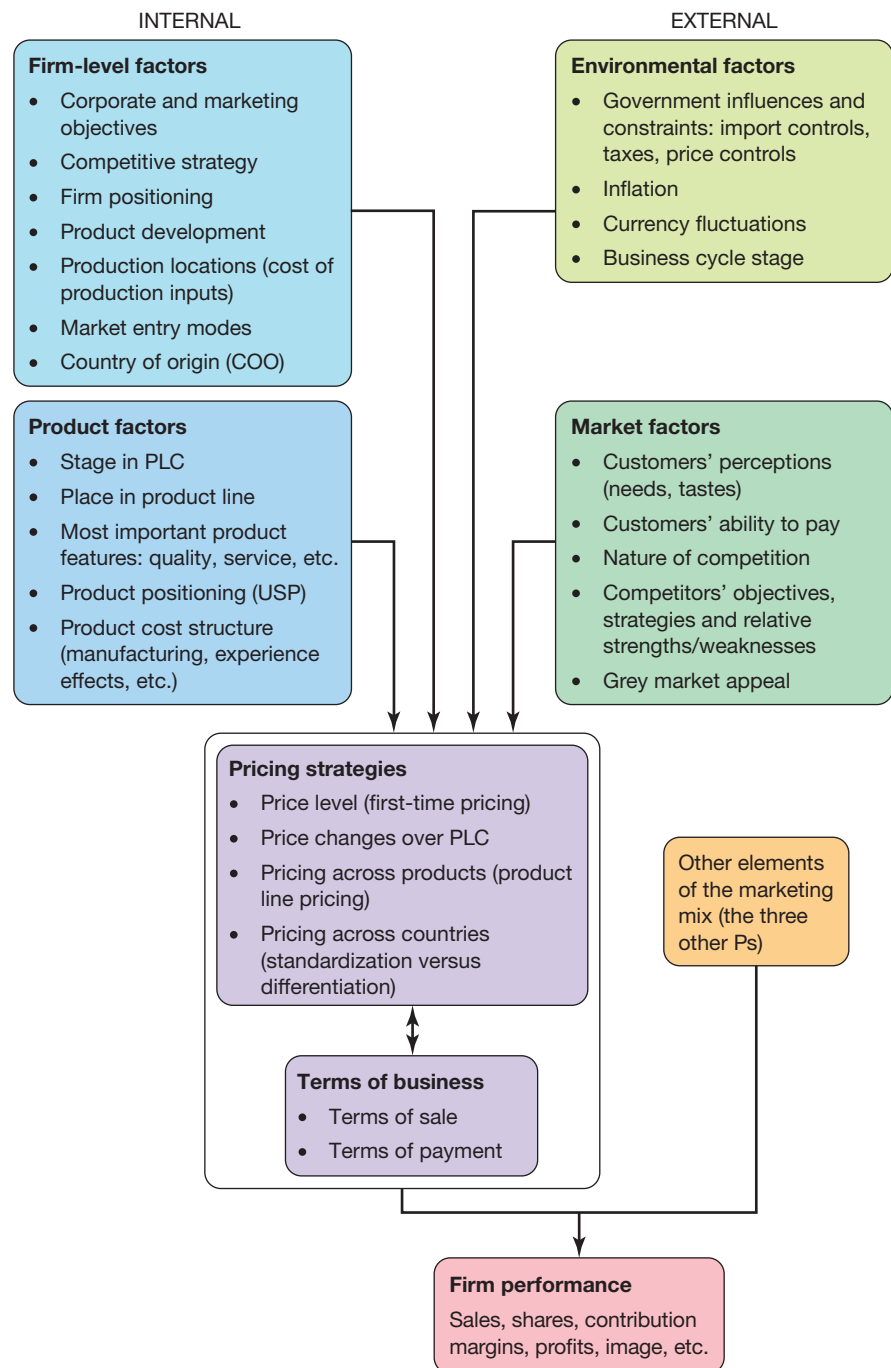 INTERNAL
Firm-level factors
• Corporate and marketing
objectives
• Competitive strategy
• Firm positioning
• Product development
• Production locations (cost of
production inputs)
• Market entry modes
• Country of origin (COO)
Product factors
• Stage in PLC
• Place in product line
• Most important product
features: quality, service, etc.
• Product positioning (USP)
• Product cost structure
(manufacturing, experience
effects, etc.)
EXTERNAL
Environmental factors
• Government influences and
constraints: import controls,
taxes, price controls
• Inflation
• Currency fluctuations
• Business cycle stage
Market factors
• Customers’ perceptions
(needs, tastes)
• Customers’ ability to pay
• Nature of competition
• Competitors’ objectives,
strategies and relative
strengths/weaknesses
• Grey market appeal
Pricing strategies
• Price level (first-time pricing)
• Price changes over PLC
• Pricing across products (product
line pricing)
• Pricing across countries
(standardization versus
differentiation)
Terms of business
• Terms of sale
• Terms of payment
Other elements
of the marketing
mix (the three
other Ps)
Firm performance
Sales, shares, contribution
margins, profits, image, etc.